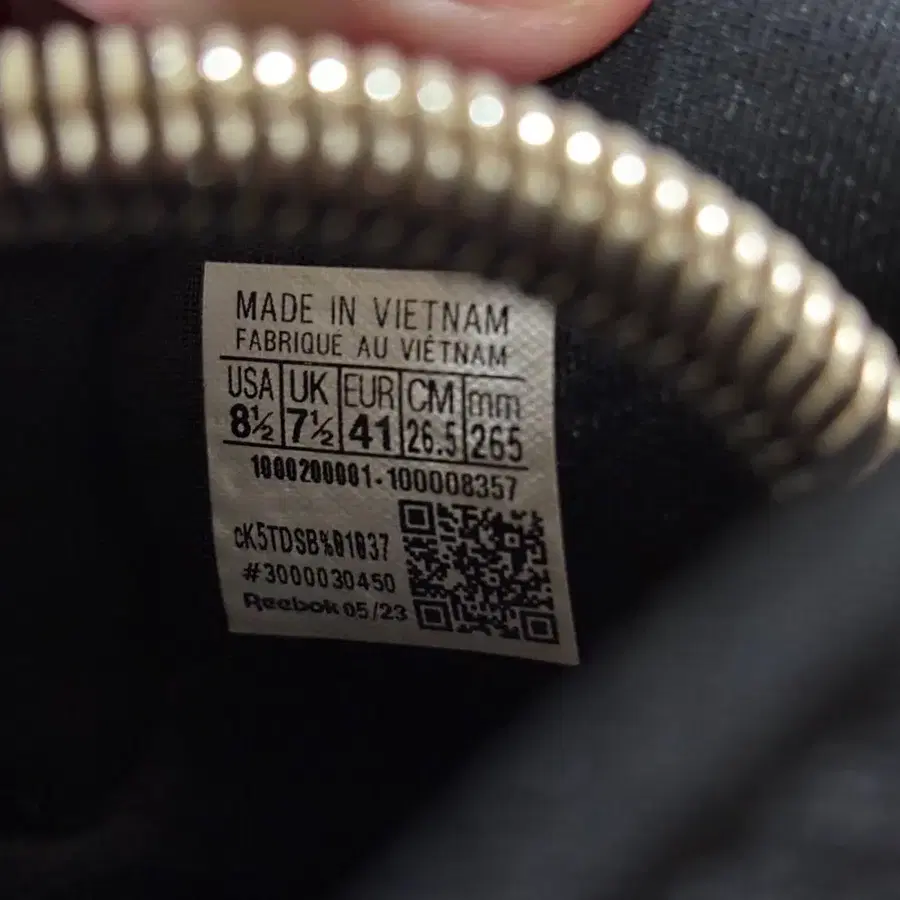 MADE IN VIETNAM
FABRIQUÉ AU VIÊTNAM
USA UK EUR CM mm
8½ 7½ 41 26.5 265
1000200001-100008357
cK5TDSB%01037
#3000030450
Reebok 05/23